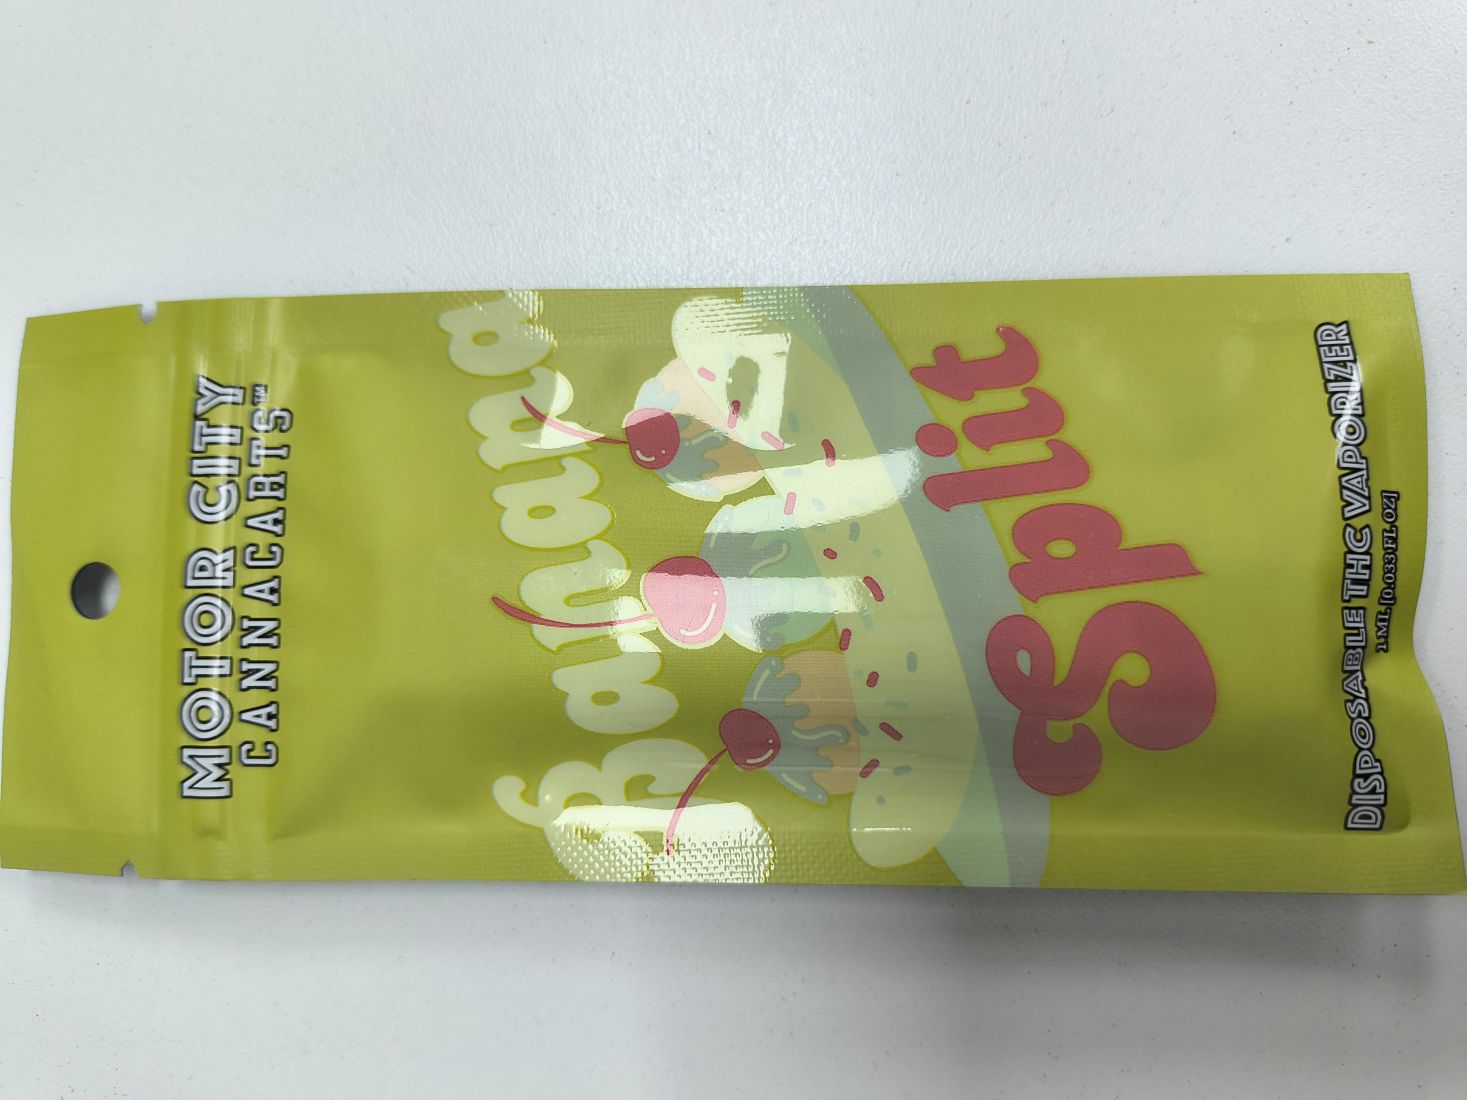 MOTOR CITY
CANNACARTS™
Banana
Split
DISPOSABLE THC VAPORIZER
1 ML [0.033 FL OZ]